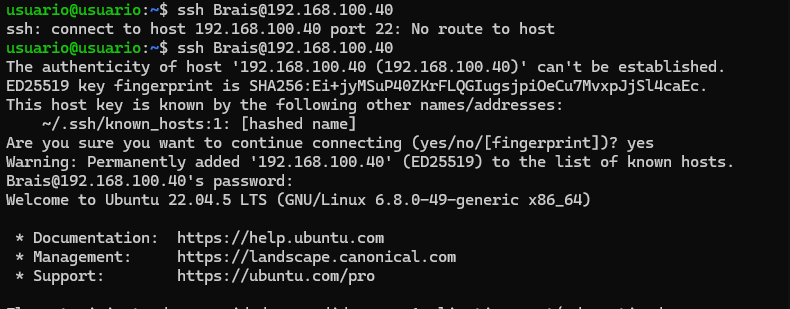 usuario@usuario:~$ ssh Brais@192.168.100.40
ssh: connect to host 192.168.100.40 port 22: No route to host
usuario@usuario:~$ ssh Brais@192.168.100.40
The authenticity of host '192.168.100.40 (192.168.100.40)' can't be established.
ED25519 key fingerprint is SHA256:Ei+jyMSuP40ZKrFLQGIugsjpiOeCu7MvxpJjSl4caEc.
This host key is known by the following other names/addresses:
    ~/.ssh/known_hosts:1: [hashed name]
Are you sure you want to continue connecting (yes/no/[fingerprint])? yes
Warning: Permanently added '192.168.100.40' (ED25519) to the list of known hosts.
Brais@192.168.100.40's password:
Welcome to Ubuntu 22.04.5 LTS (GNU/Linux 6.8.0-49-generic x86_64)
 * Documentation:  https://help.ubuntu.com
 * Management:     https://landscape.canonical.com
 * Support:        https://ubuntu.com/pro